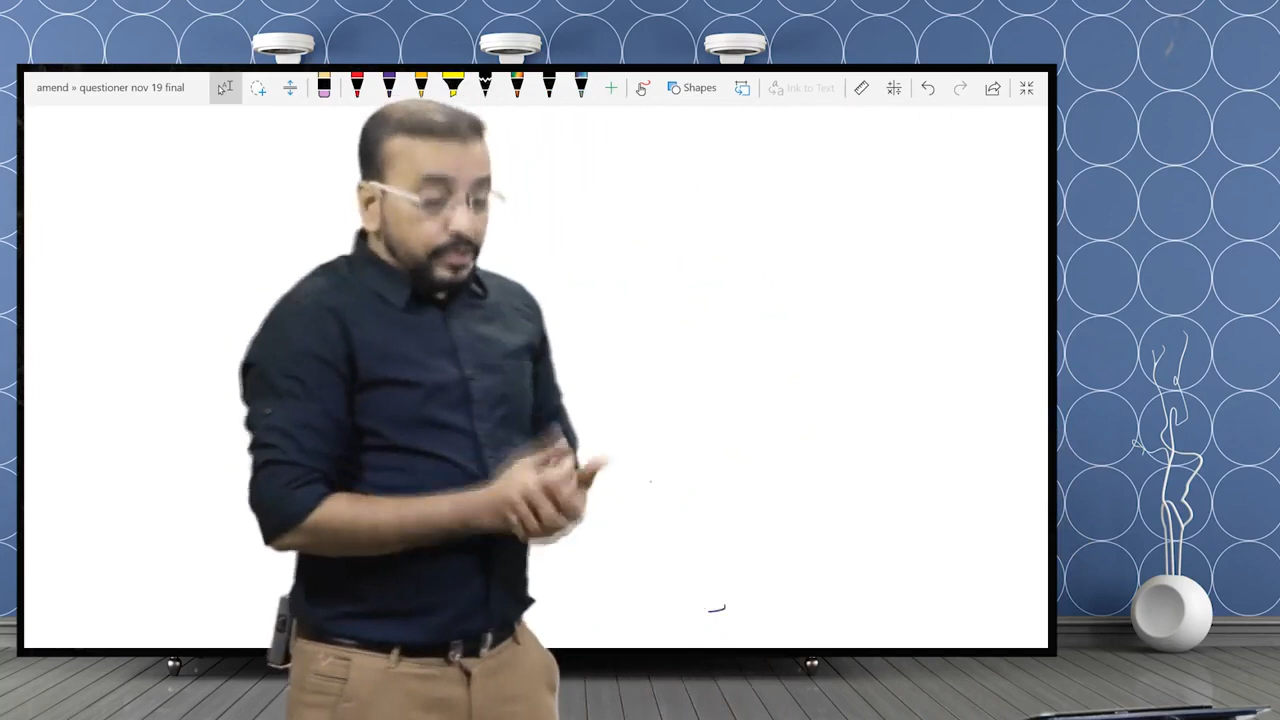 amend » questioner nov 19 final
Shapes
Ink to Text